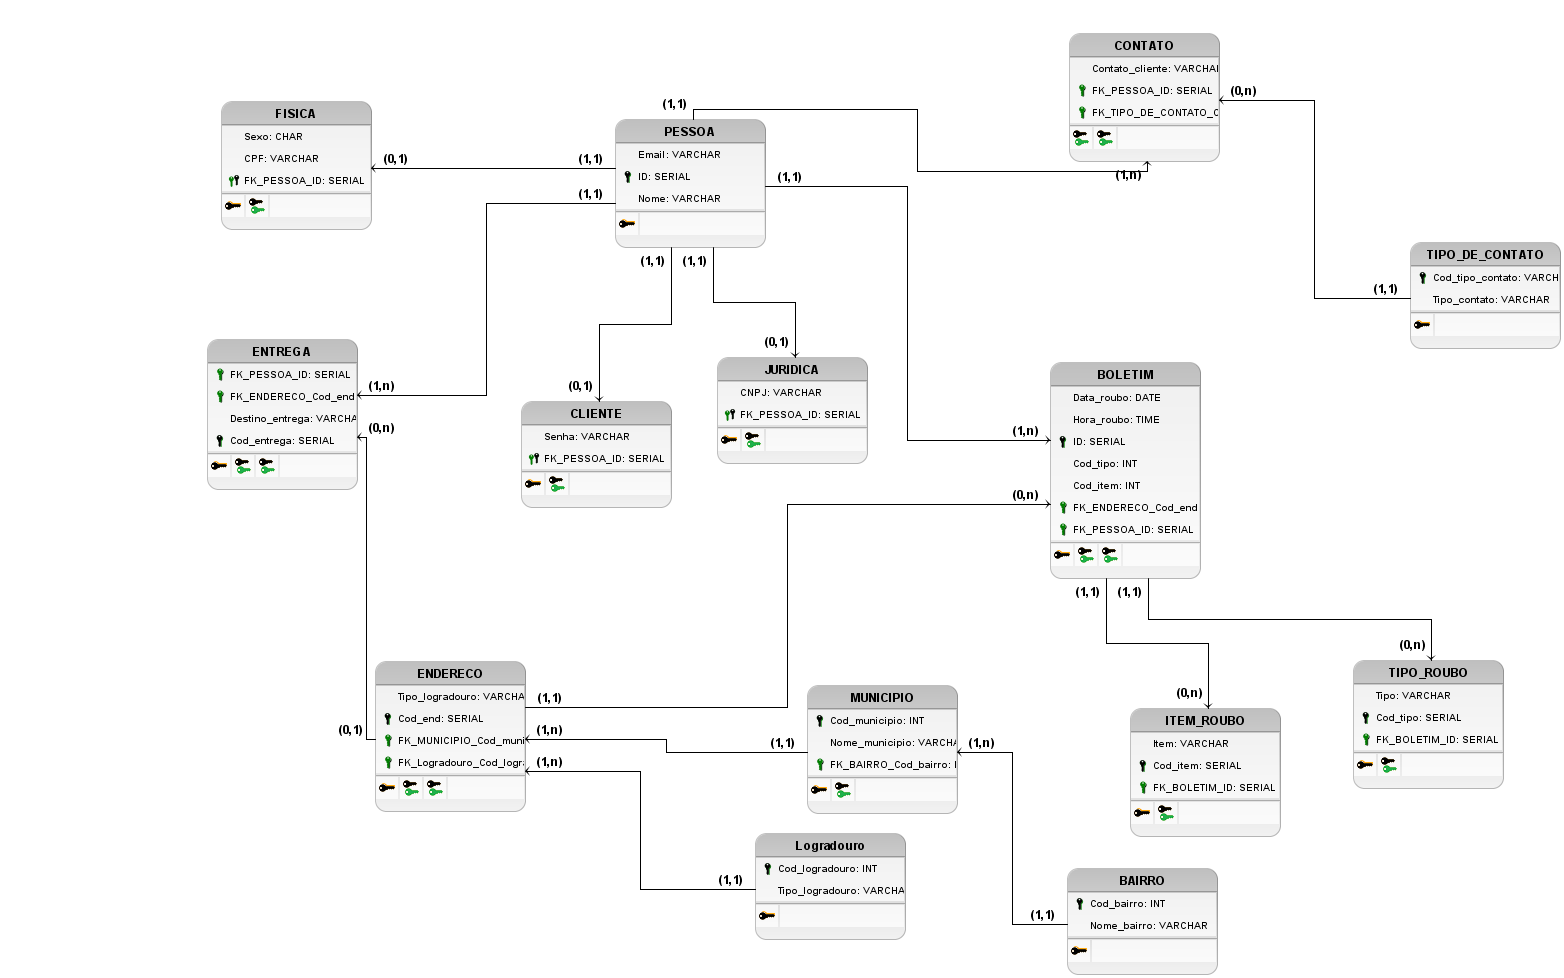 CONTATO
Contato_cliente: VARCHA
FK_PESSOA_ID: SERIAL
FK_TIPO_DE_CONTATO_C
(0,n)
(1,n)
FISICA
Sexo: CHAR
CPF: VARCHAR
FK_PESSOA_ID: SERIAL
(0,1)
(1,1)
(1,1)
PESSOA
Email: VARCHAR
ID: SERIAL
Nome: VARCHAR
(1,1)
(1,1)
(1,1)
(1,1)
TIPO_DE_CONTATO
Cod_tipo_contato: VARCH
Tipo_contato: VARCHAR
(1,1)
ENTREGA
FK_PESSOA_ID: SERIAL
FK_ENDERECO_Cod_end
Destino_entrega: VARCHA
Cod_entrega: SERIAL
(1,n)
(0,n)
(0,1)
CLIENTE
Senha: VARCHAR
FK_PESSOA_ID: SERIAL
(0,1)
JURIDICA
CNPJ: VARCHAR
FK_PESSOA_ID: SERIAL
BOLETIM
Data_roubo: DATE
Hora_roubo: TIME
ID: SERIAL
Cod_tipo: INT
Cod_item: INT
FK_ENDERECO_Cod_end
FK_PESSOA_ID: SERIAL
(1,n)
(0,n)
(1,1)
(1,1)
ENDERECO
Tipo_logradouro: VARCHA
Cod_end: SERIAL
FK_MUNICIPIO_Cod_muni
FK_Logradouro_Cod_logr
(0,1)
(1,1)
(1,n)
(1,n)
MUNICIPIO
Cod_municipio: INT
Nome_municipio: VARCHA
FK_BAIRRO_Cod_bairro: I
(1,1)
(1,n)
(0,n)
ITEM_ROUBO
Item: VARCHAR
Cod_item: SERIAL
FK_BOLETIM_ID: SERIAL
(0,n)
TIPO_ROUBO
Tipo: VARCHAR
Cod_tipo: SERIAL
FK_BOLETIM_ID: SERIAL
Logradouro
Cod_logradouro: INT
Tipo_logradouro: VARCHA
(1,1)
BAIRRO
Cod_bairro: INT
Nome_bairro: VARCHAR
(1,1)